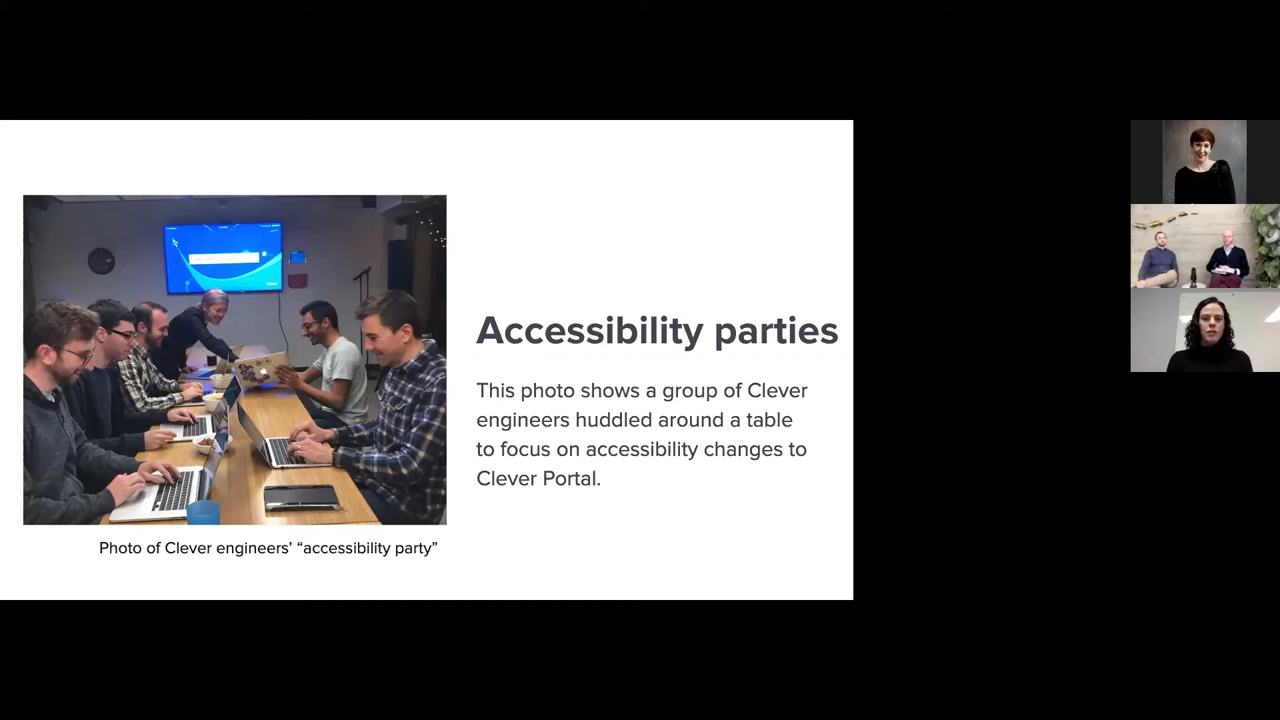 Accessibility parties
This photo shows a group of Clever
engineers huddled around a table
to focus on accessibility changes to
Clever Portal.
Photo of Clever engineers’ “accessibility party”